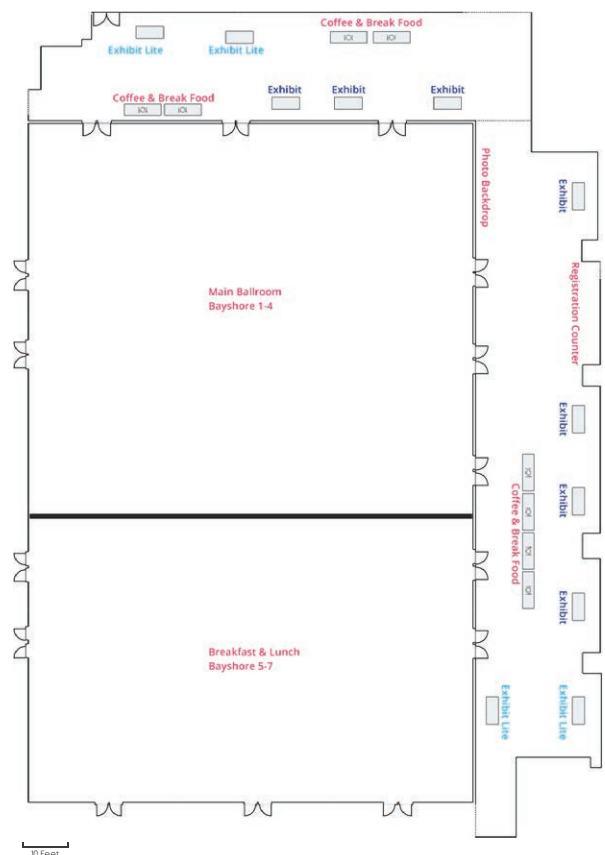 Coffee & Break Food
Exhibit Lite
Exhibit Lite
Coffee & Break Food
Exhibit
Exhibit
Exhibit
Photo Backdrop
Exhibit
Main Ballroom
Bayshore 1-4
Registration Counter
Exhibit
Coffee & Break Food
Exhibit
Exhibit
Breakfast & Lunch
Bayshore 5-7
Exhibit Lite
Exhibit Lite
10 Feet